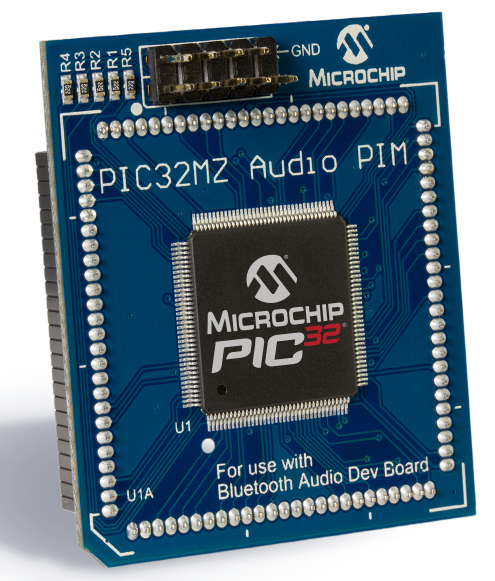 R4
R3
R2
R1
R5
GND
MICROCHIP
PIC32MZ Audio PIM
MICROCHIP
PIC32
U1
For use with
Bluetooth Audio Dev Board
U1A